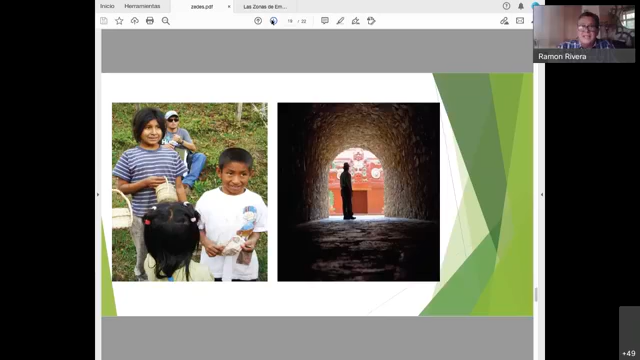 Inicio Herramientas zedes.pdf × Las Zonas de Em...
19 / 22
Ramon Rivera
+49